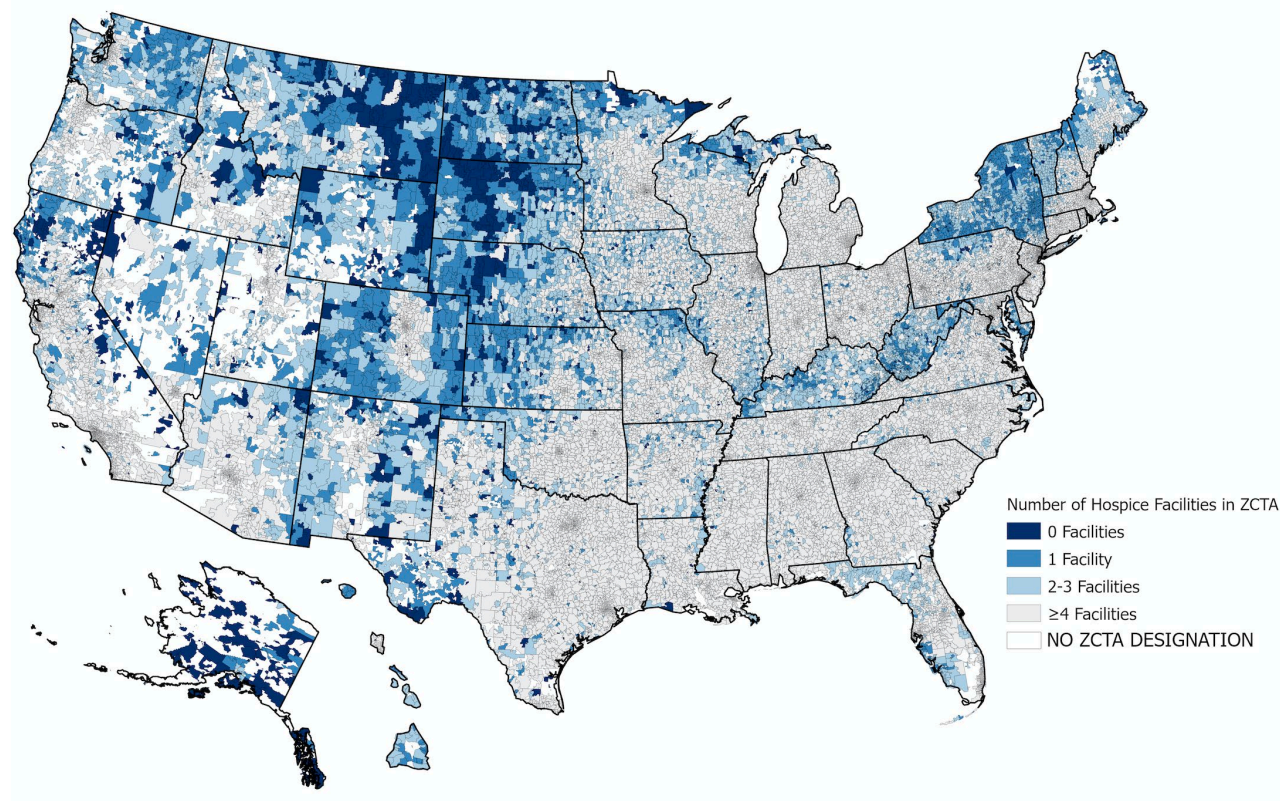 Number of Hospice Facilities in ZCTA
0 Facilities
1 Facility
2-3 Facilities
≥4 Facilities
NO ZCTA DESIGNATION